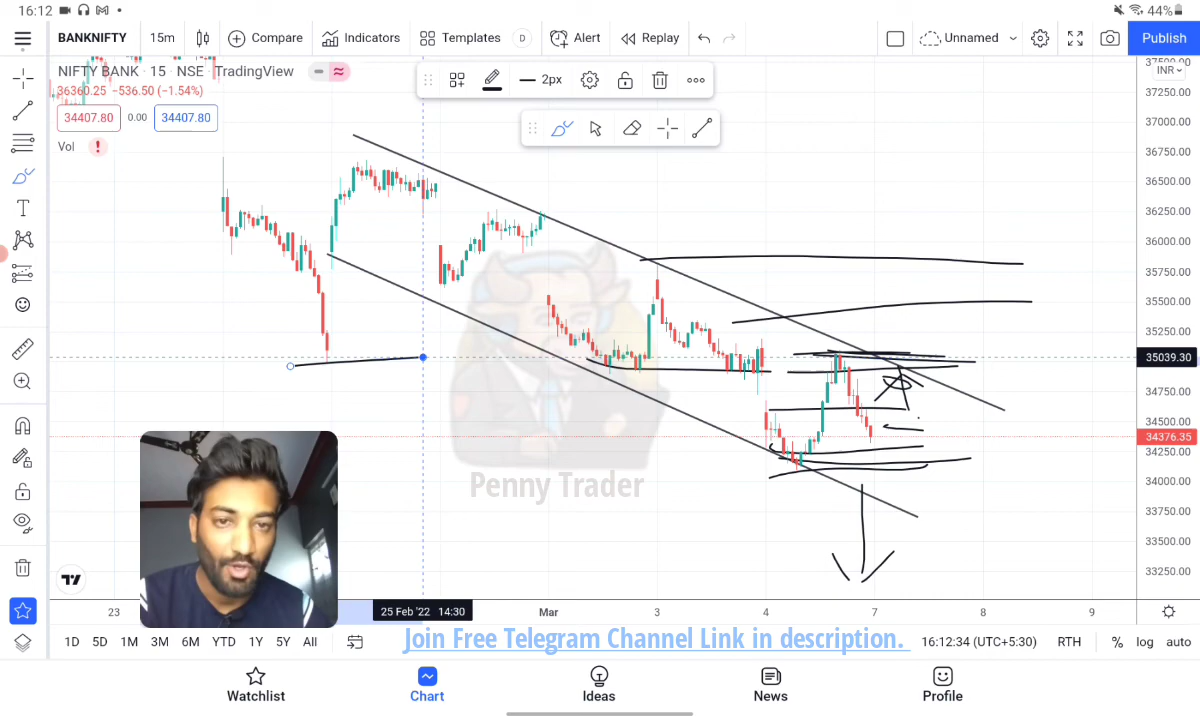 16:12
44%
BANKNIFTY 15m Compare Indicators Templates D Alert Replay Unnamed Publish
NIFTY BANK · 15 · NSE · TradingView
36360.25 −536.50 (−1.54%)
34407.80 0.00 34407.80
Vol
2px
INR
37500.00
37250.00
37000.00
36750.00
36500.00
36250.00
36000.00
35750.00
35500.00
35250.00
35039.30
34750.00
34500.00
34376.35
34250.00
34000.00
33750.00
33500.00
33250.00
Penny Trader
23 25 Feb '22 14:30 Mar 3 4 7 8 9
1D 5D 1M 3M 6M YTD 1Y 5Y All
Join Free Telegram Channel Link in description.
16:12:34 (UTC+5:30) RTH % log auto
Watchlist Chart Ideas News Profile